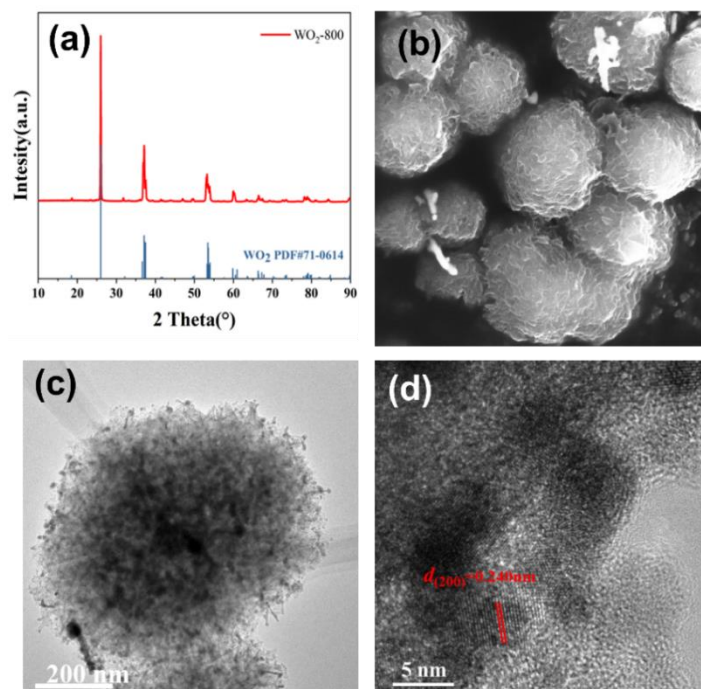 (a)
WO₂-800
Intesity(a.u.)
WO₂ PDF#71-0614
10 20 30 40 50 60 70 80 90
2 Theta(°)
(b)
(c)
200 nm
(d)
d(200)=0.240nm
5 nm